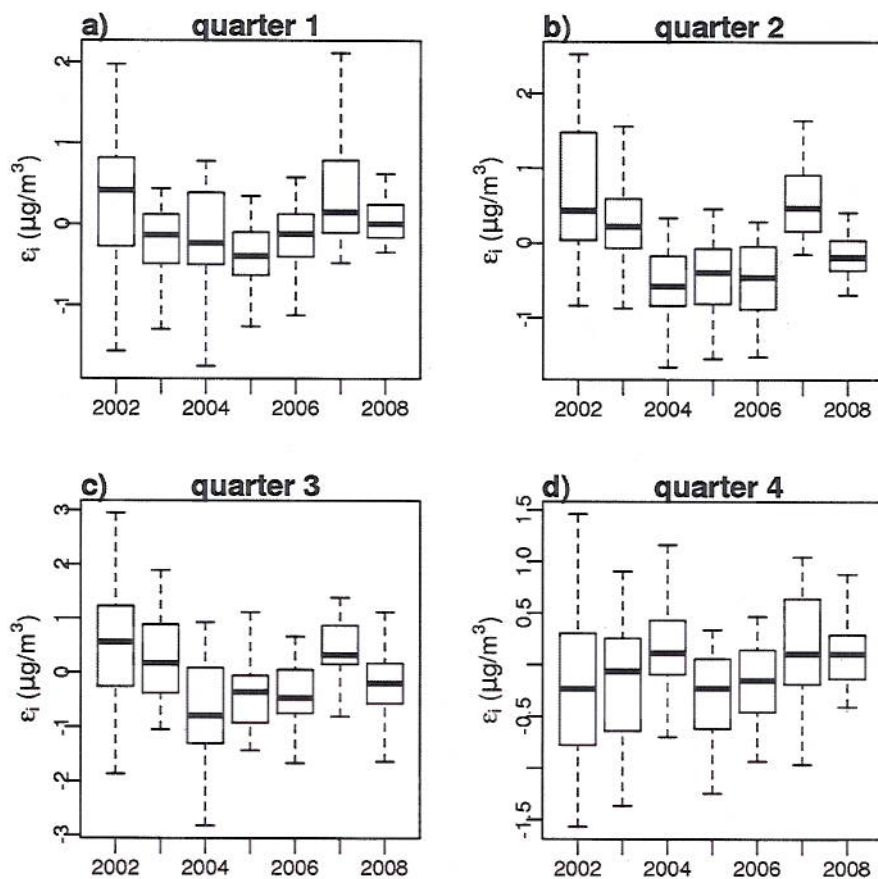 a) quarter 1
b) quarter 2
εi (μg/m³)
2
1
0
-1
2002 2004 2006 2008
εi (μg/m³)
2
1
0
-1
2002 2004 2006 2008
c) quarter 3
d) quarter 4
εi (μg/m³)
3
2
1
0
-1
-2
-3
2002 2004 2006 2008
εi (μg/m³)
1.5
1.0
0.5
-0.5
-1.5
2002 2004 2006 2008